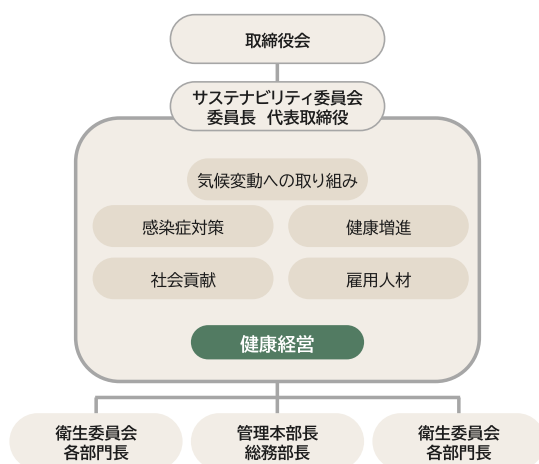 取締役会
サステナビリティ委員会
委員長 代表取締役
気候変動への取り組み
感染症対策
健康増進
社会貢献
雇用人材
健康経営
衛生委員会
各部門長
管理本部長
総務部長
衛生委員会
各部門長